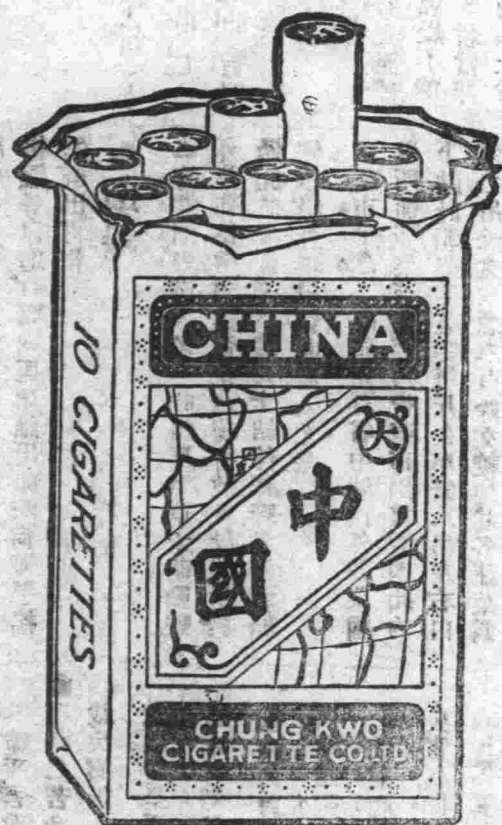 10 CIGARETTES
CHINA
大
中國
CHUNG KWO
CIGARETTE CO. LTD